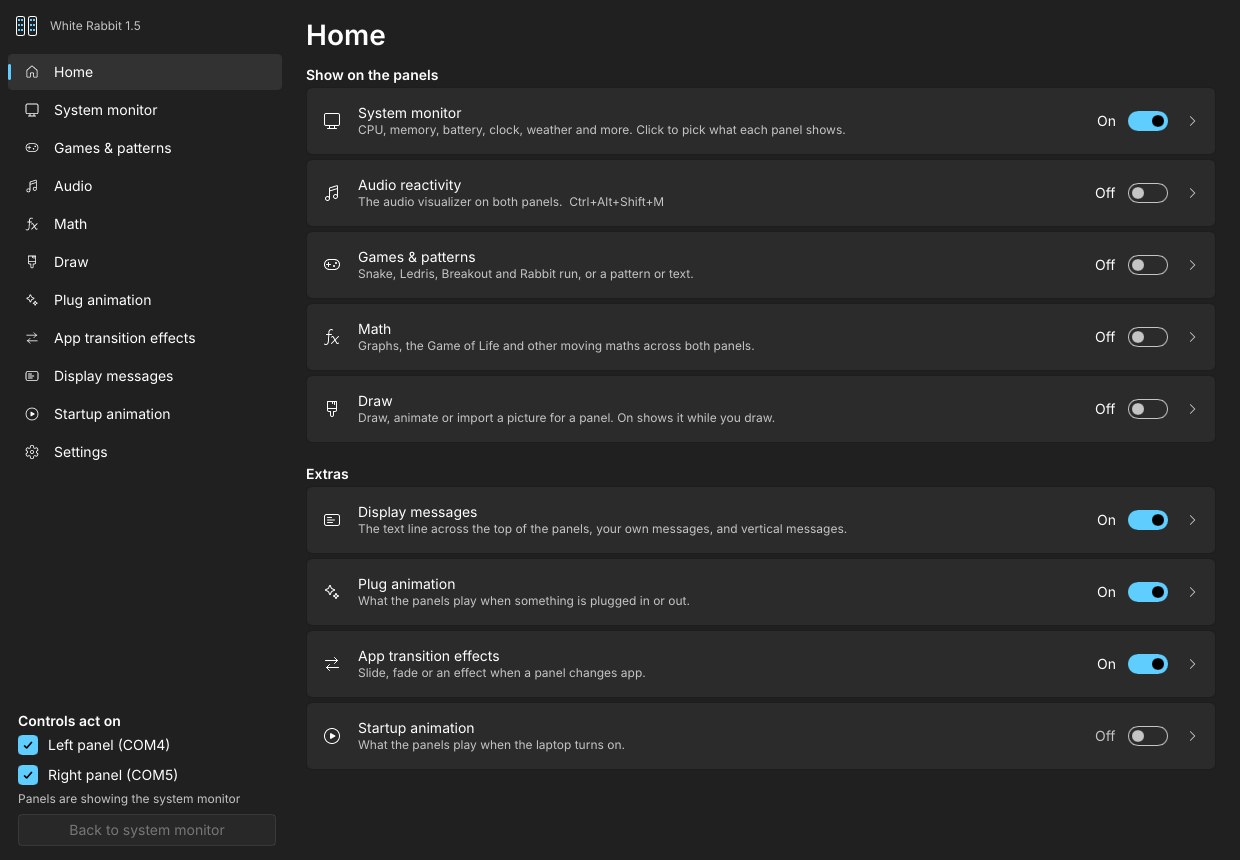 White Rabbit 1.5
Home
System monitor
Games & patterns
Audio
Math
Draw
Plug animation
App transition effects
Display messages
Startup animation
Settings
Controls act on
Left panel (COM4)
Right panel (COM5)
Panels are showing the system monitor
Back to system monitor
Home
Show on the panels
System monitor
CPU, memory, battery, clock, weather and more. Click to pick what each panel shows.
On
Audio reactivity
The audio visualizer on both panels.  Ctrl+Alt+Shift+M
Off
Games & patterns
Snake, Ledris, Breakout and Rabbit run, or a pattern or text.
Off
Math
Graphs, the Game of Life and other moving maths across both panels.
Off
Draw
Draw, animate or import a picture for a panel. On shows it while you draw.
Off
Extras
Display messages
The text line across the top of the panels, your own messages, and vertical messages.
On
Plug animation
What the panels play when something is plugged in or out.
On
App transition effects
Slide, fade or an effect when a panel changes app.
On
Startup animation
What the panels play when the laptop turns on.
Off